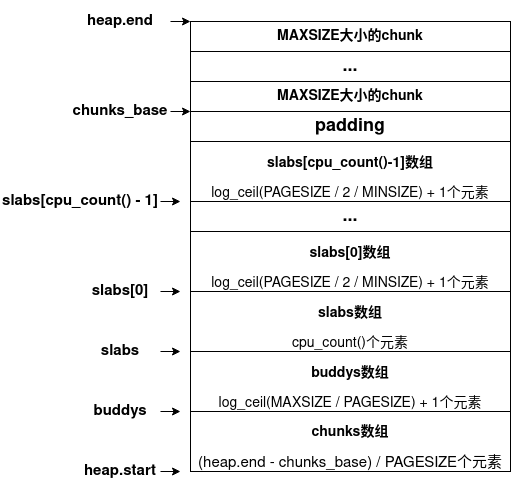 heap.end
MAXSIZE大小的chunk
...
chunks_base
MAXSIZE大小的chunk
padding
slabs[cpu_count()-1]数组
slabs[cpu_count() - 1]
log_ceil(PAGESIZE / 2 / MINSIZE) + 1个元素
...
slabs[0]数组
slabs[0]
log_ceil(PAGESIZE / 2 / MINSIZE) + 1个元素
slabs数组
slabs
cpu_count()个元素
buddys数组
buddys
log_ceil(MAXSIZE / PAGESIZE) + 1个元素
chunks数组
heap.start
(heap.end - chunks_base) / PAGESIZE个元素